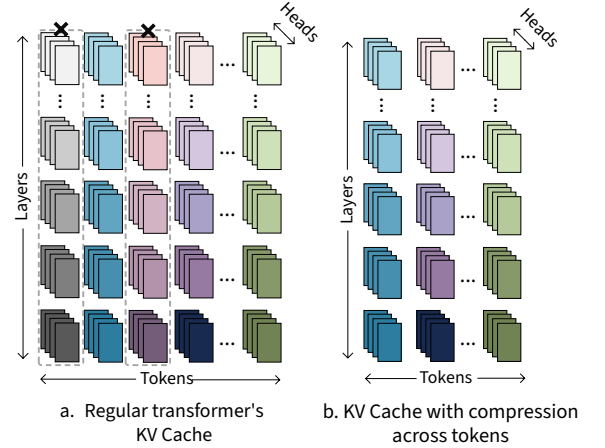 Heads
Heads
Layers
Layers
...
...
Tokens
Tokens
a. Regular transformer's
KV Cache
b. KV Cache with compression
across tokens